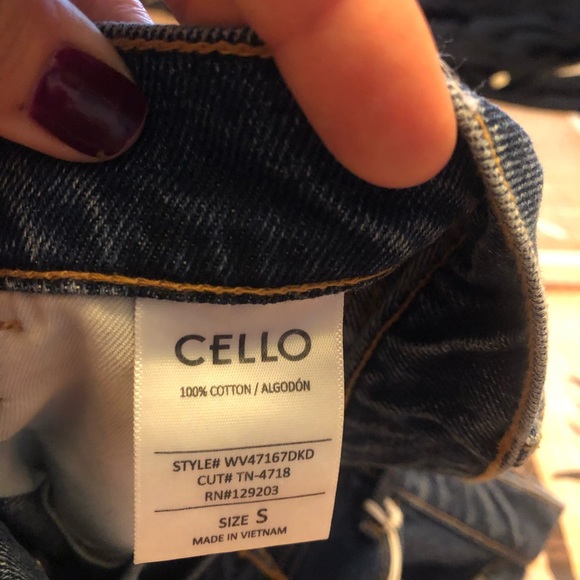 CELLO
100% COTTON / ALGODÓN
STYLE# WV47167DKD
CUT# TN-4718
RN#129203
SIZE S
MADE IN VIETNAM